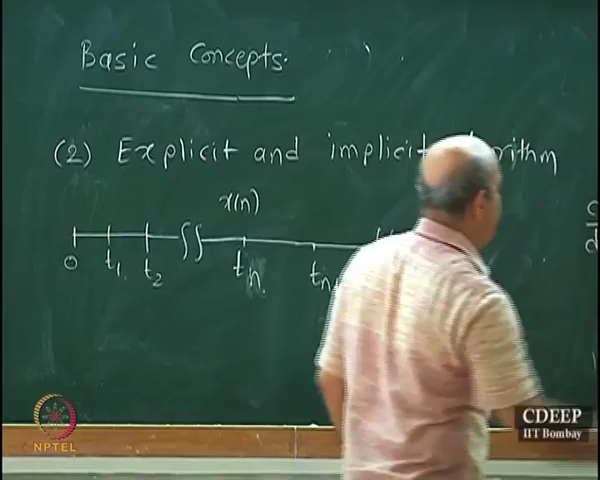 Basic Concepts.
(2) Explicit and implicit
x(n)
0 t1 t2 tn
NPTEL
CDEEP
IIT Bombay